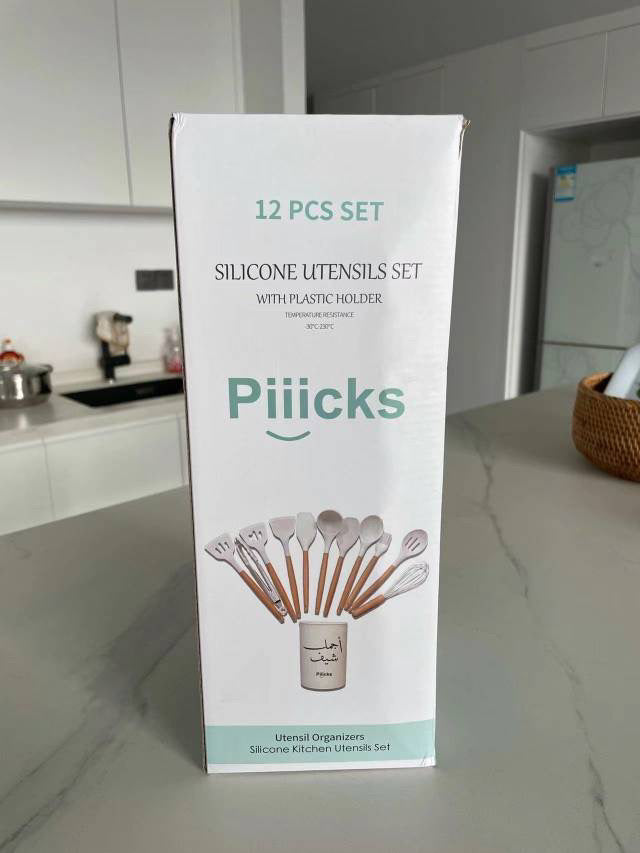 12 PCS SET
SILICONE UTENSILS SET
WITH PLASTIC HOLDER
TEMPERATURE RESISTANCE
-30°C-230°C
Piiicks
أجمل
شيف
Piiicks
Utensil Organizers
Silicone Kitchen Utensils Set